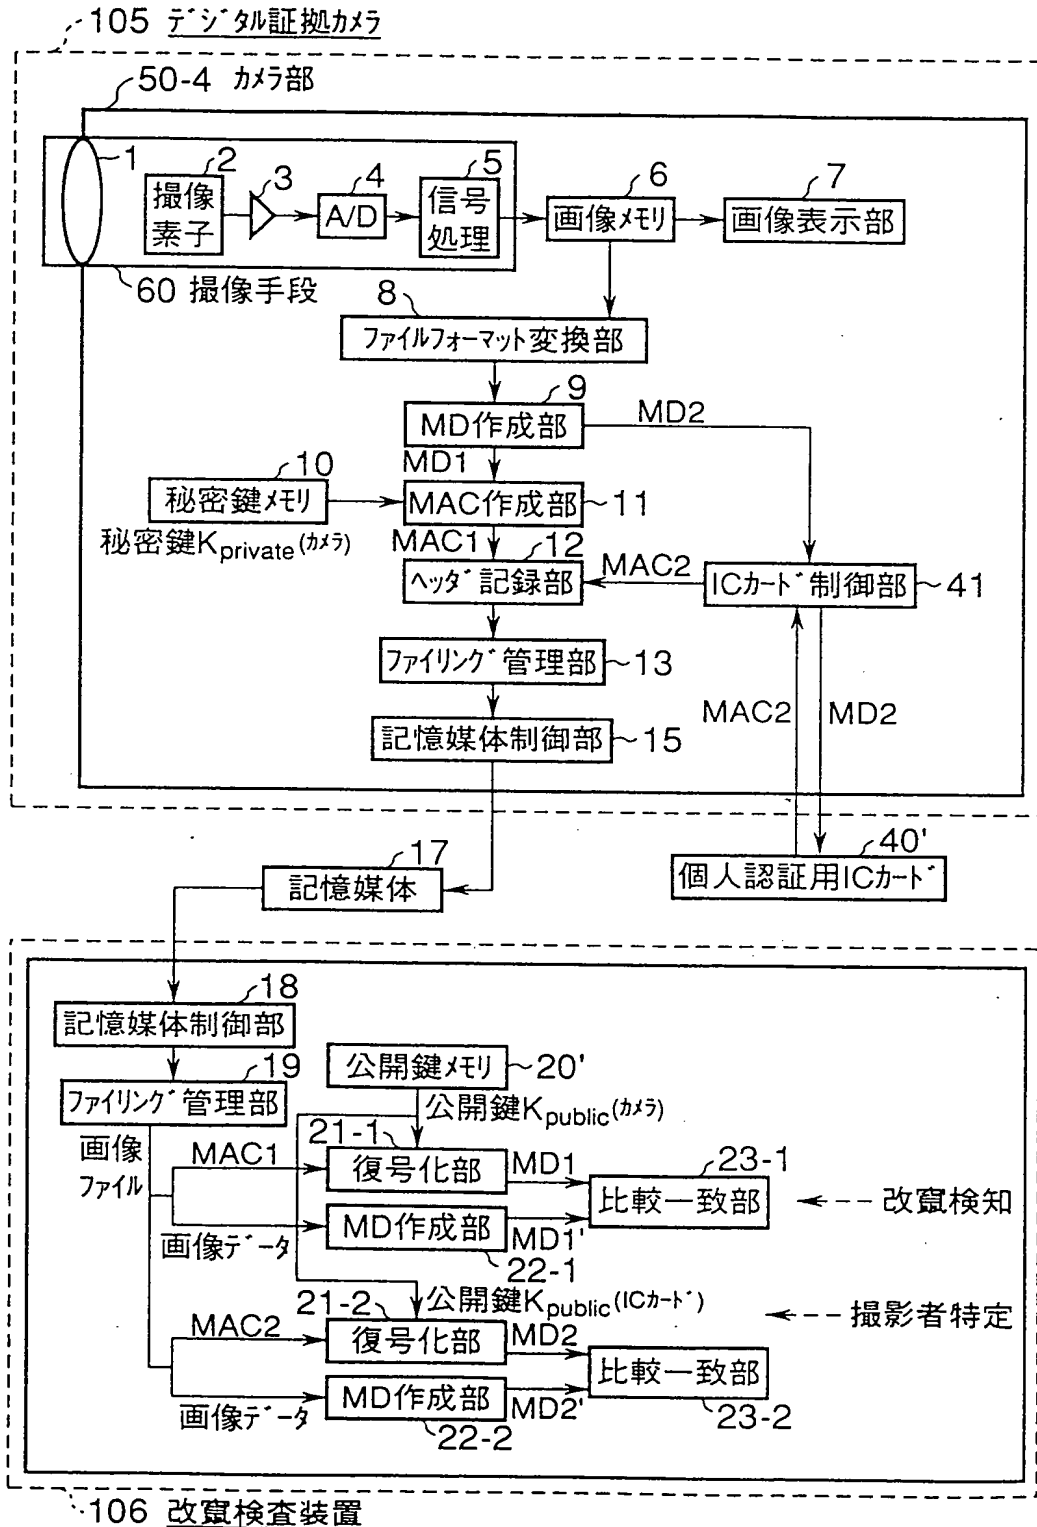 105 デジタル証拠カメラ
50-4 カメラ部
1
2
撮像
素子
3
4
A/D
5
信号
処理
6
画像メモリ
7
画像表示部
60 撮像手段
8
ファイルフォーマット変換部
9
MD作成部
MD2
MD1
10
秘密鍵メモリ
秘密鍵Kprivate(カメラ)
MAC作成部
11
MAC1
12
ヘッダ記録部
MAC2
ICカード制御部
41
ファイリング管理部
13
MAC2
MD2
記憶媒体制御部
15
17
記憶媒体
40'
個人認証用ICカード
18
記憶媒体制御部
19
ファイリング管理部
公開鍵メモリ
20'
公開鍵Kpublic(カメラ)
画像
ファイル
MAC1
21-1
復号化部
MD1
23-1
比較一致部
改竄検知
画像データ
MD作成部
MD1'
22-1
公開鍵Kpublic(ICカード)
撮影者特定
MAC2
21-2
復号化部
MD2
比較一致部
23-2
画像データ
MD作成部
MD2'
22-2
106 改竄検査装置